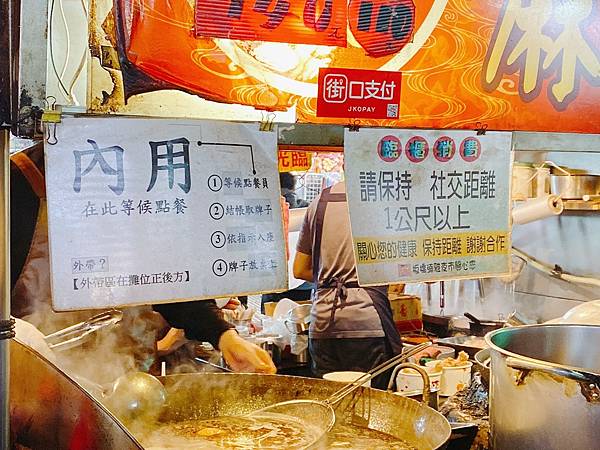 麻
街口支付
JKOPAY
內用
在此等候點餐
①等候點餐員
②結帳取牌子
③依指示入座
④牌子放桌上
外帶?
【外帶區在攤位正後方】
光臨
請保持 社交距離
1公尺以上
關心您的健康 保持距離 謝謝合作